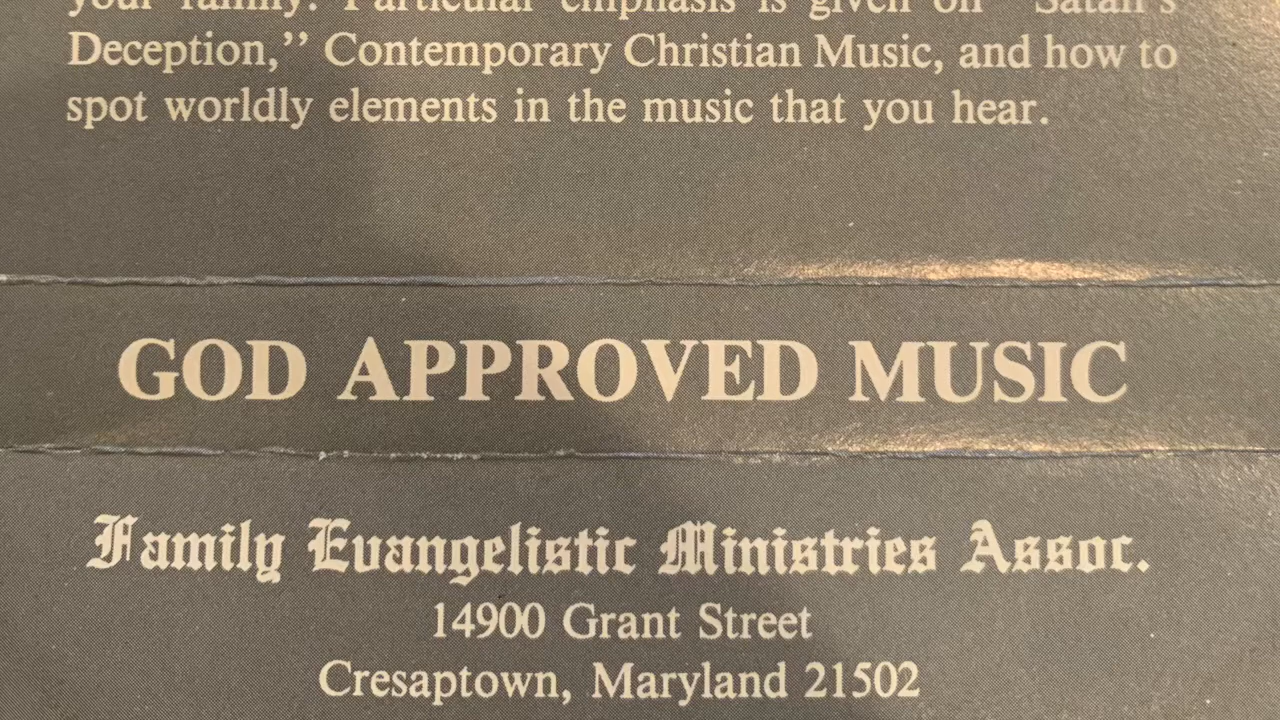 your family. Particular emphasis is given on "Satan's
Deception,'' Contemporary Christian Music, and how to
spot worldly elements in the music that you hear.
GOD APPROVED MUSIC
Family Evangelistic Ministries Assoc.
14900 Grant Street
Cresaptown, Maryland 21502